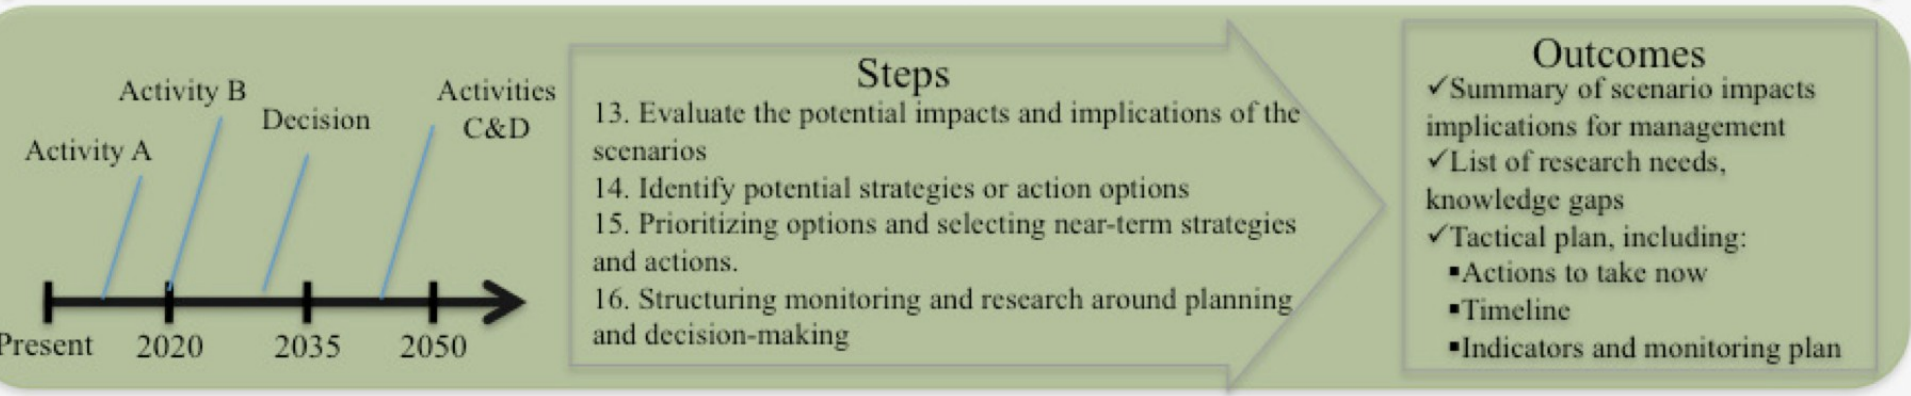 Activity A
Activity B
Decision
Activities
C&D
Present
2020
2035
2050
Steps
13. Evaluate the potential impacts and implications of the
scenarios
14. Identify potential strategies or action options
15. Prioritizing options and selecting near-term strategies
and actions.
16. Structuring monitoring and research around planning
and decision-making
Outcomes
✓Summary of scenario impacts
implications for management
✓List of research needs,
knowledge gaps
✓Tactical plan, including:
▪Actions to take now
▪Timeline
▪Indicators and monitoring plan